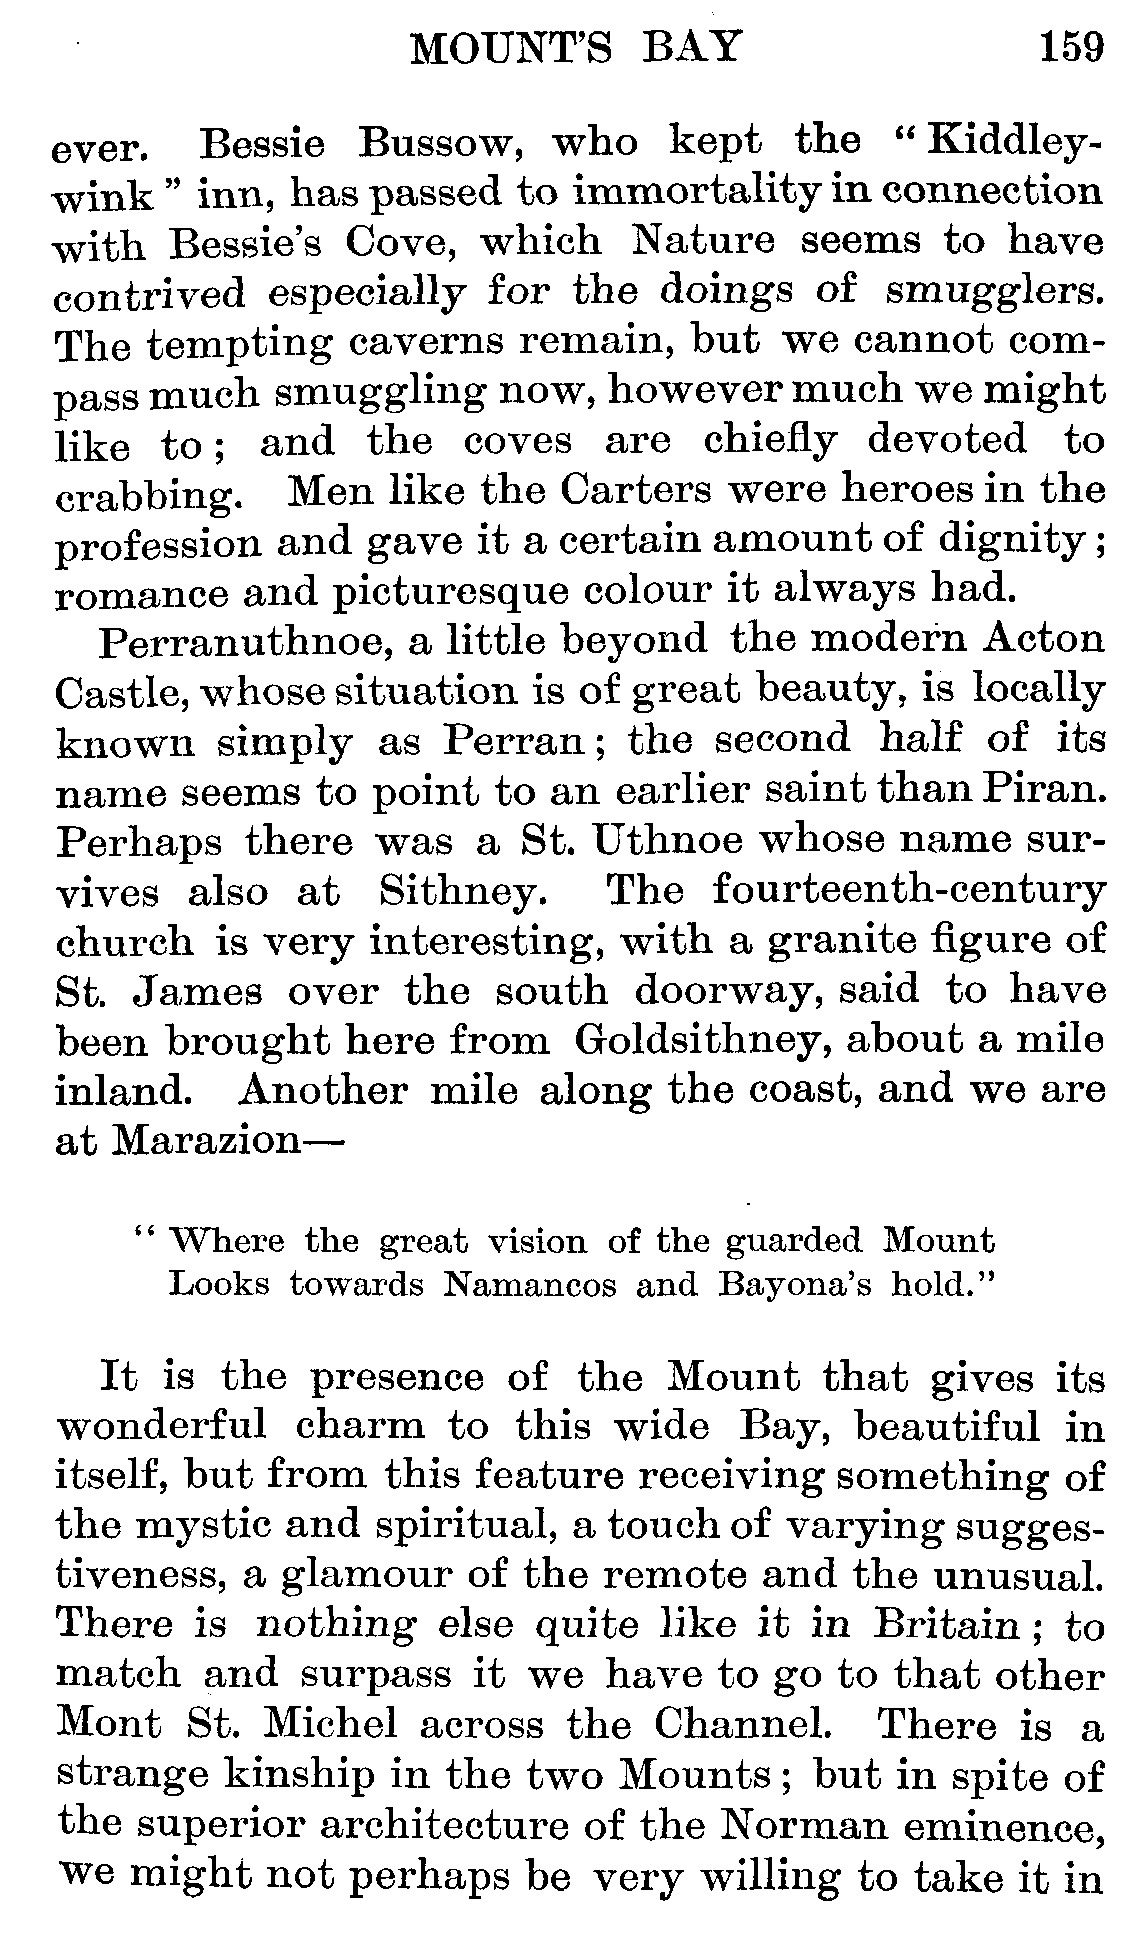 MOUNT'S BAY 159
ever. Bessie Bussow, who kept the “Kiddley-
wink” inn, has passed to immortality in connection
with Bessie's Cove, which Nature seems to have
contrived especially for the doings of smugglers.
The tempting caverns remain, but we cannot com-
pass much smuggling now, however much we might
like to; and the coves are chiefly devoted to
crabbing. Men like the Carters were heroes in the
profession and gave it a certain amount of dignity;
romance and picturesque colour it always had.
Perranuthnoe, a little beyond the modern Acton
Castle, whose situation is of great beauty, is locally
known simply as Perran; the second half of its
name seems to point to an earlier saint than Piran.
Perhaps there was a St. Uthnoe whose name sur-
vives also at Sithney. The fourteenth-century
church is very interesting, with a granite figure of
St. James over the south doorway, said to have
been brought here from Goldsithney, about a mile
inland. Another mile along the coast, and we are
at Marazion—
“Where the great vision of the guarded Mount
Looks towards Namancos and Bayona's hold.”
It is the presence of the Mount that gives its
wonderful charm to this wide Bay, beautiful in
itself, but from this feature receiving something of
the mystic and spiritual, a touch of varying sugges-
tiveness, a glamour of the remote and the unusual.
There is nothing else quite like it in Britain; to
match and surpass it we have to go to that other
Mont St. Michel across the Channel. There is a
strange kinship in the two Mounts; but in spite of
the superior architecture of the Norman eminence,
we might not perhaps be very willing to take it in